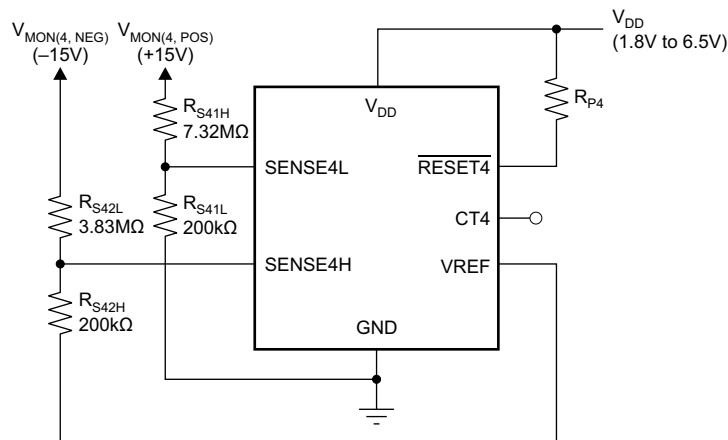 V_MON(4, NEG)
(–15V)
V_MON(4, POS)
(+15V)
V_DD
(1.8V to 6.5V)
R_S41H
7.32MΩ
V_DD
R_P4
SENSE4L
RESET4
R_S42L
3.83MΩ
R_S41L
200kΩ
CT4
SENSE4H
VREF
R_S42H
200kΩ
GND